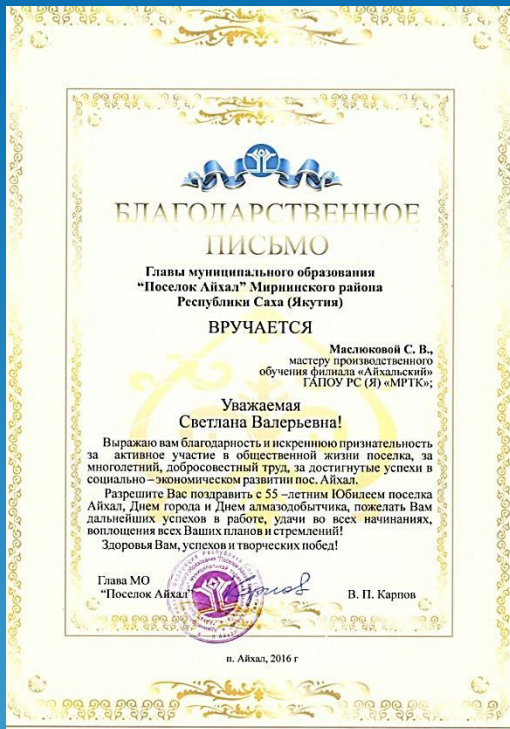 БЛАГОДАРСТВЕННОЕ
ПИСЬМО
Главы муниципального образования
“Поселок Айхал” Мирнинского района
Республики Саха (Якутия)
ВРУЧАЕТСЯ
Маслюковой С. В.,
мастеру производственного
обучения филиала «Айхальский»
ГАПОУ РС (Я) «МРТК»;
Уважаемая
Светлана Валерьевна!
Выражаю вам благодарность и искреннюю признательность
за активное участие в общественной жизни поселка, за
многолетний, добросовестный труд, за достигнутые успехи в
социально – экономическом развитии пос. Айхал.
Разрешите Вас поздравить с 55 –летним Юбилеем поселка
Айхал, Днем города и Днем алмазодобытчика, пожелать Вам
дальнейших успехов в работе, удачи во всех начинаниях,
воплощения всех Ваших планов и стремлений!
Здоровья Вам, успехов и творческих побед!
Глава МО
“Поселок Айхал”
В. П. Карпов
п. Айхал, 2016 г